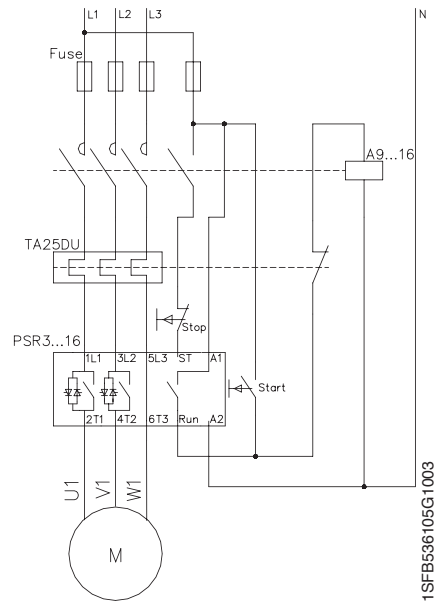 L1 L2 L3 N
Fuse
A9...16
TA25DU
Stop
PSR3...16
1L1 3L2 5L3 ST A1
Start
2T1 4T2 6T3 Run A2
U1 V1 W1
M
1SFB536105G1003